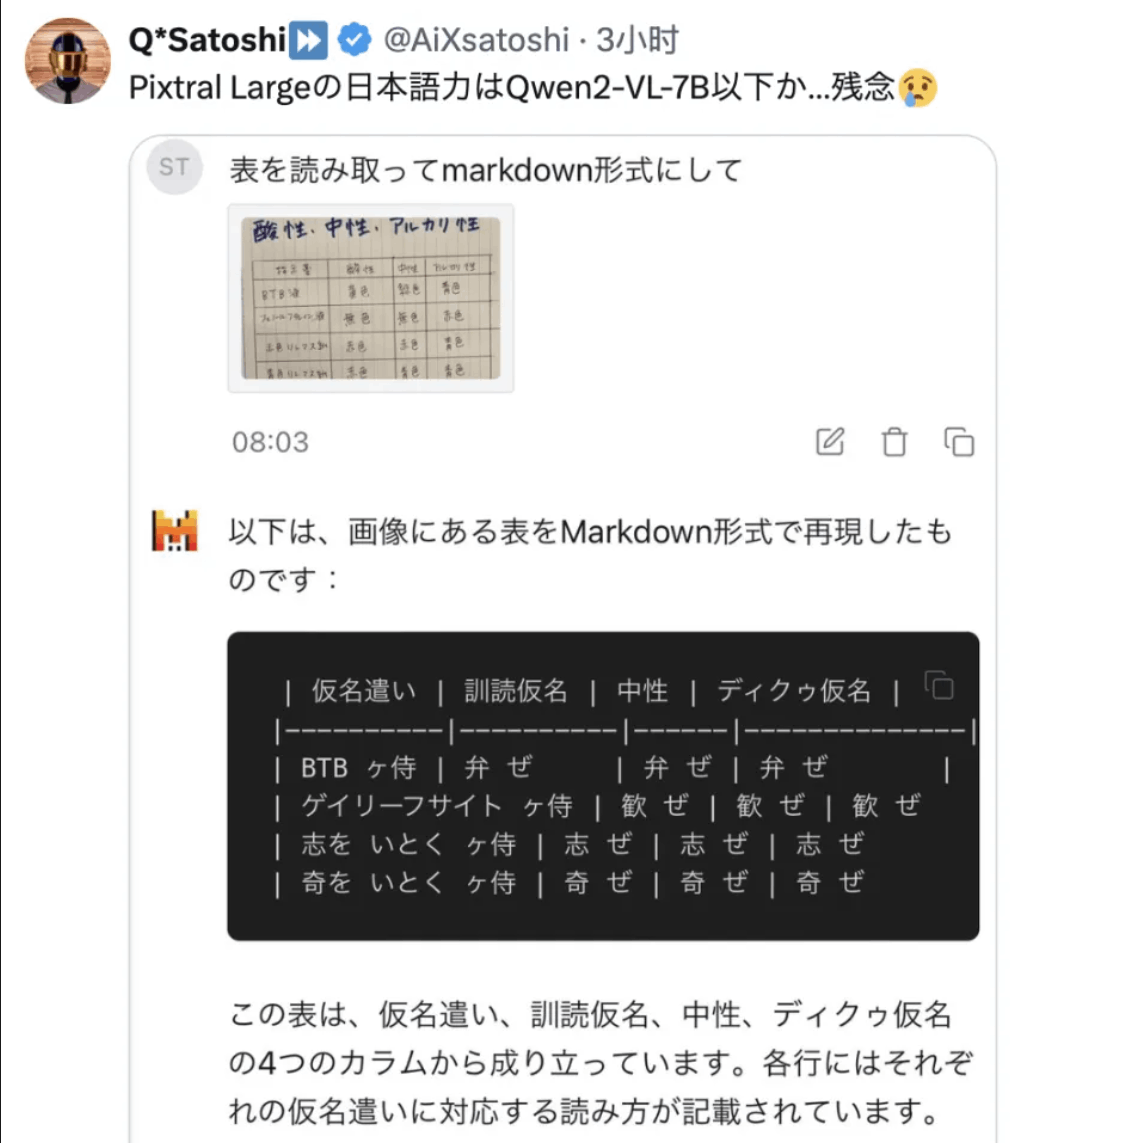 Q*Satoshi⏩ @AiXsatoshi · 3小时
Pixtral Largeの日本語力はQwen2-VL-7B以下か...残念😢
ST 表を読み取ってmarkdown形式にして
酸性、中性、アルカリ性
指示薬 酸性 中性 アルカリ性
BTB液 黄色 緑色 青色
フェノールフタレイン液 無色 無色 赤色
赤色リトマス紙 赤色 赤色 青色
青色リトマス紙 赤色 青色 青色
08:03
以下は、画像にある表をMarkdown形式で再現したも
のです：
| 仮名遣い | 訓読仮名 | 中性 | ディクゥ仮名 |
|----------|----------|------|--------------|
| BTB ヶ侍 | 弁 ぜ | 弁 ぜ | 弁 ぜ |
| ゲイリーフサイト ヶ侍 | 歓 ぜ | 歓 ぜ | 歓 ぜ
| 志を いとく ヶ侍 | 志 ぜ | 志 ぜ | 志 ぜ
| 奇を いとく ヶ侍 | 奇 ぜ | 奇 ぜ | 奇 ぜ
この表は、仮名遣い、訓読仮名、中性、ディクゥ仮名
の4つのカラムから成り立っています。各行にはそれぞ
れの仮名遣いに対応する読み方が記載されています。